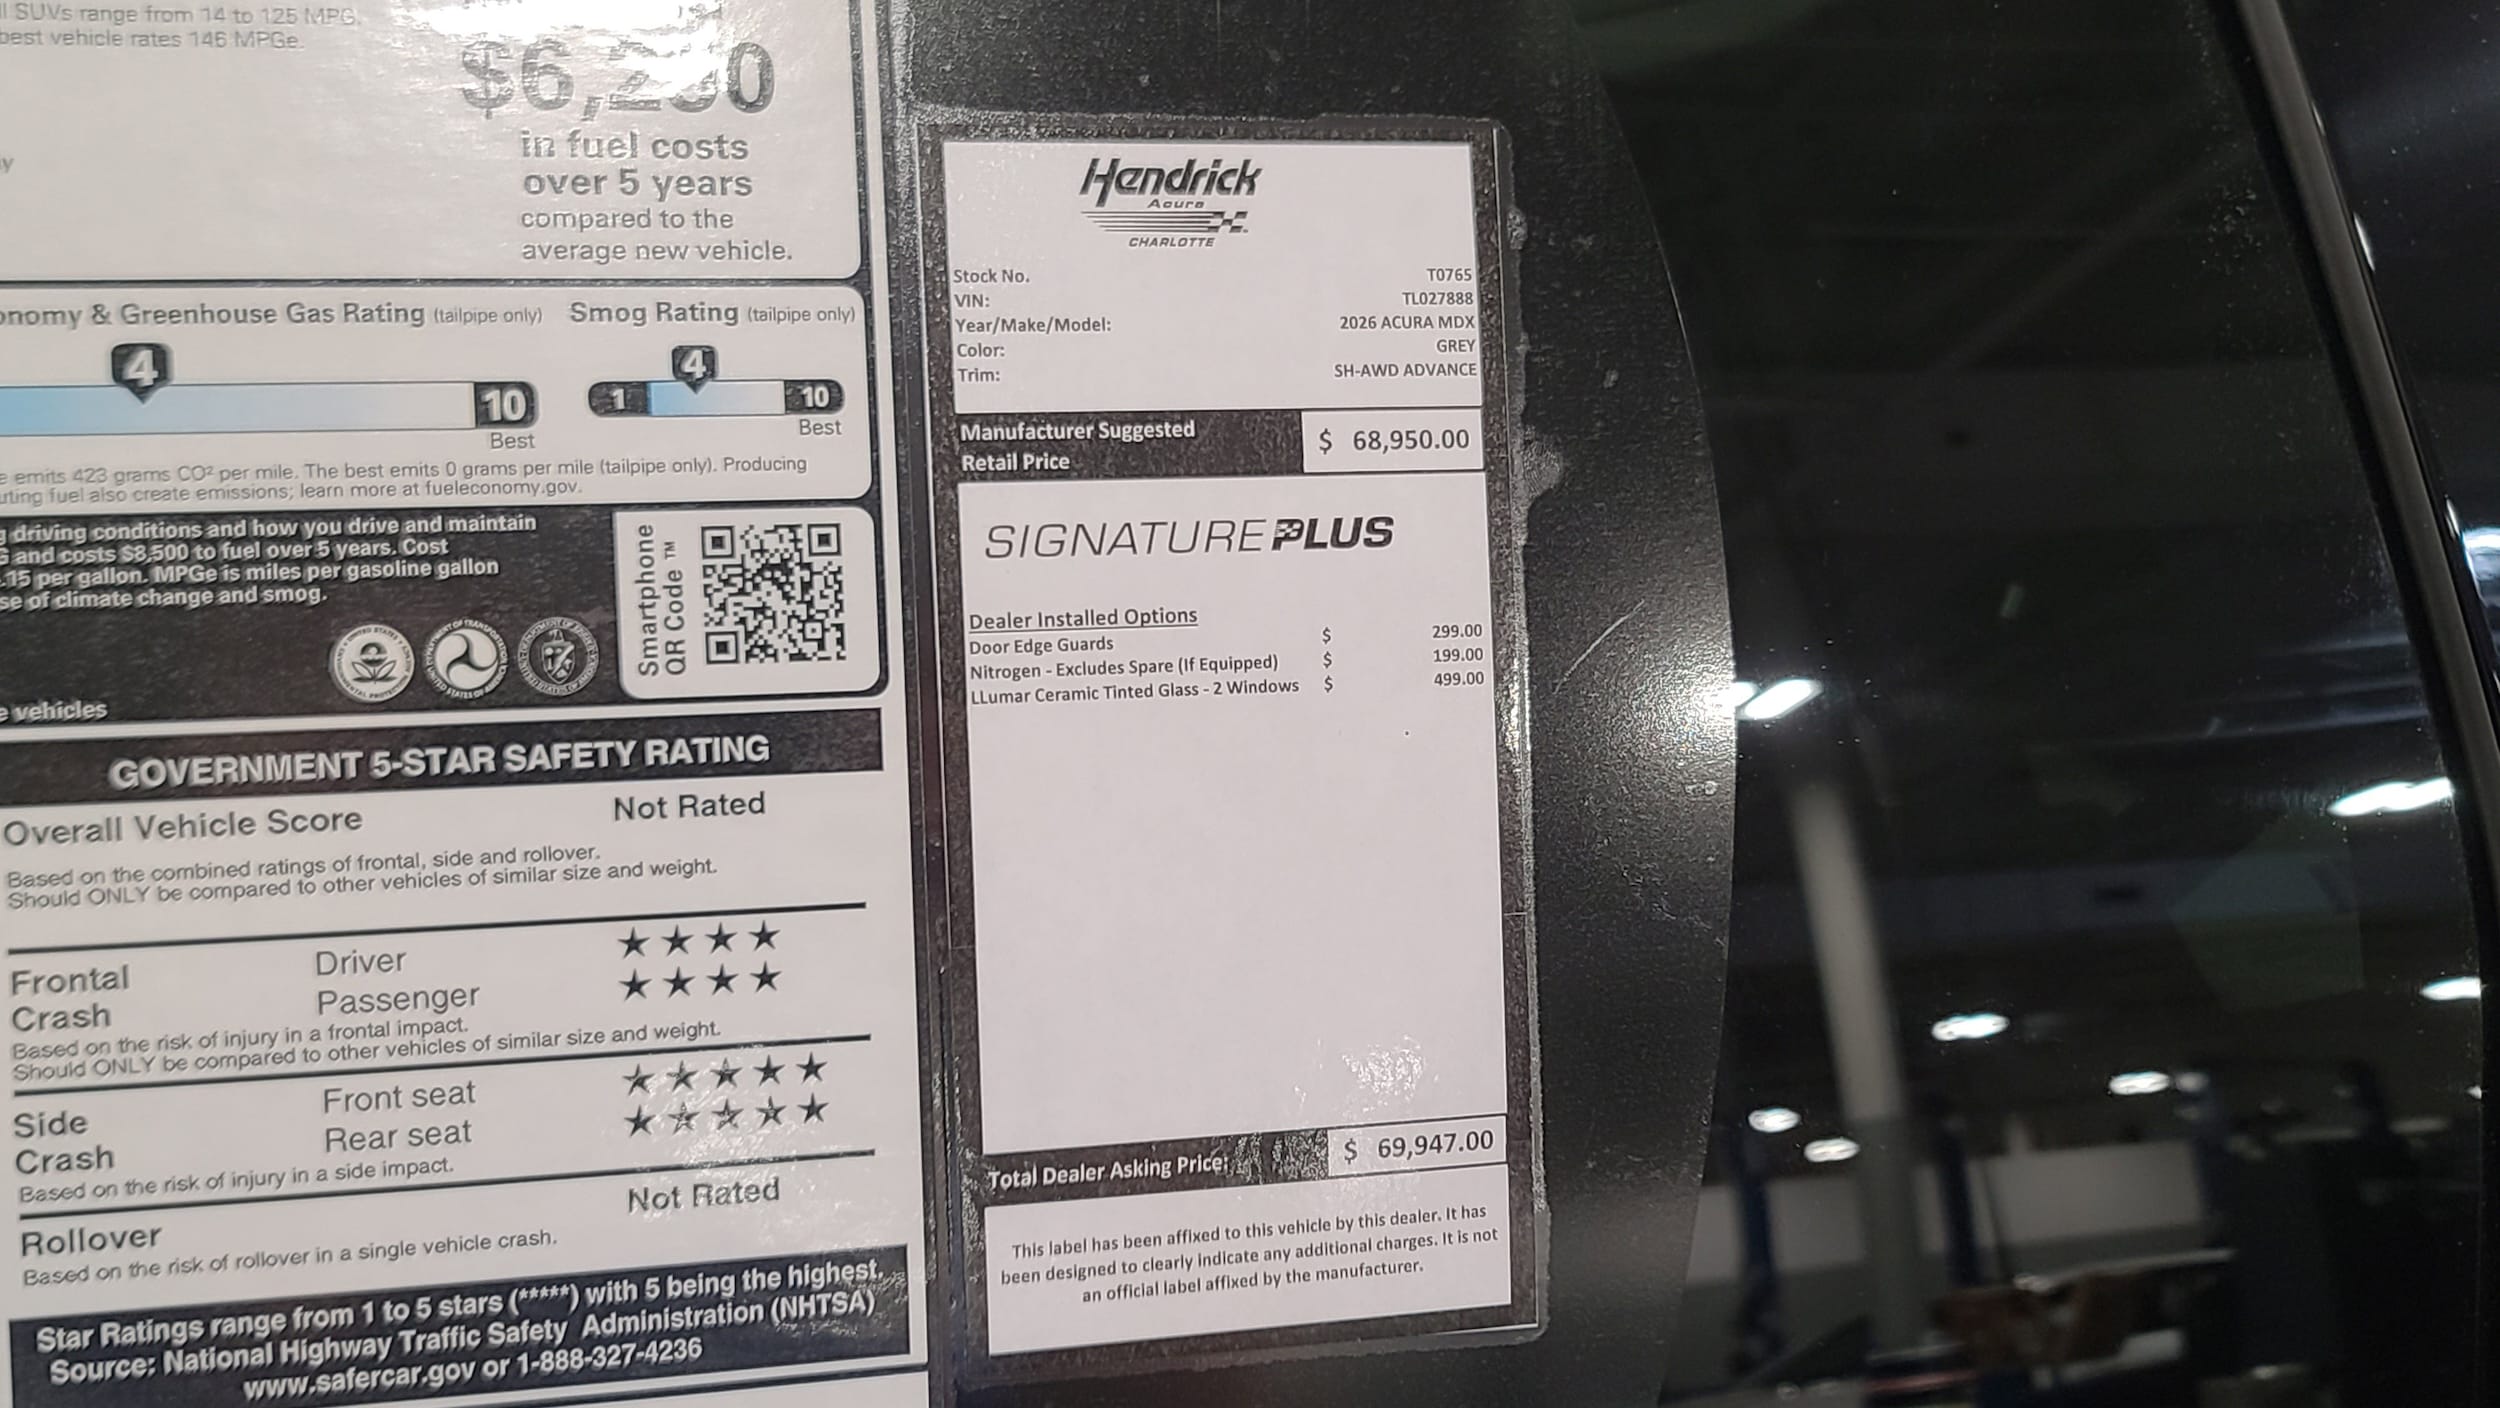 ll SUVs range from 14 to 125 MPG.
best vehicle rates 146 MPGe.
in fuel costs
over 5 years
compared to the
average new vehicle.
y
onomy & Greenhouse Gas Rating (tailpipe only)
Smog Rating (tailpipe only)
4
10
Best
4
1
10
Best
e emits 423 grams CO² per mile. The best emits 0 grams per mile (tailpipe only). Producing
uting fuel also create emissions; learn more at fueleconomy.gov.
g driving conditions and how you drive and maintain
G and costs $8,500 to fuel over 5 years. Cost
.15 per gallon. MPGe is miles per gasoline gallon
se of climate change and smog.
Smartphone
QR Code ™
e vehicles
GOVERNMENT 5-STAR SAFETY RATING
Overall Vehicle Score Not Rated
Based on the combined ratings of frontal, side and rollover.
Should ONLY be compared to other vehicles of similar size and weight.
Frontal Driver ★★★★
Crash Passenger ★★★★
Based on the risk of injury in a frontal impact.
Should ONLY be compared to other vehicles of similar size and weight.
Side Front seat ★★★★★
Crash Rear seat ★★★★★
Based on the risk of injury in a side impact.
Rollover Not Rated
Based on the risk of rollover in a single vehicle crash.
Star Ratings range from 1 to 5 stars (*****) with 5 being the highest.
Source: National Highway Traffic Safety Administration (NHTSA)
www.safercar.gov or 1-888-327-4236
Hendrick
Acura
CHARLOTTE
Stock No. T0765
VIN: TL027888
Year/Make/Model: 2026 ACURA MDX
Color: GREY
Trim: SH-AWD ADVANCE
Manufacturer Suggested
Retail Price $ 68,950.00
SIGNATUREPLUS
Dealer Installed Options
Door Edge Guards $ 299.00
Nitrogen - Excludes Spare (If Equipped) $ 199.00
LLumar Ceramic Tinted Glass - 2 Windows $ 499.00
Total Dealer Asking Price: $ 69,947.00
This label has been affixed to this vehicle by this dealer. It has
been designed to clearly indicate any additional charges. It is not
an official label affixed by the manufacturer.